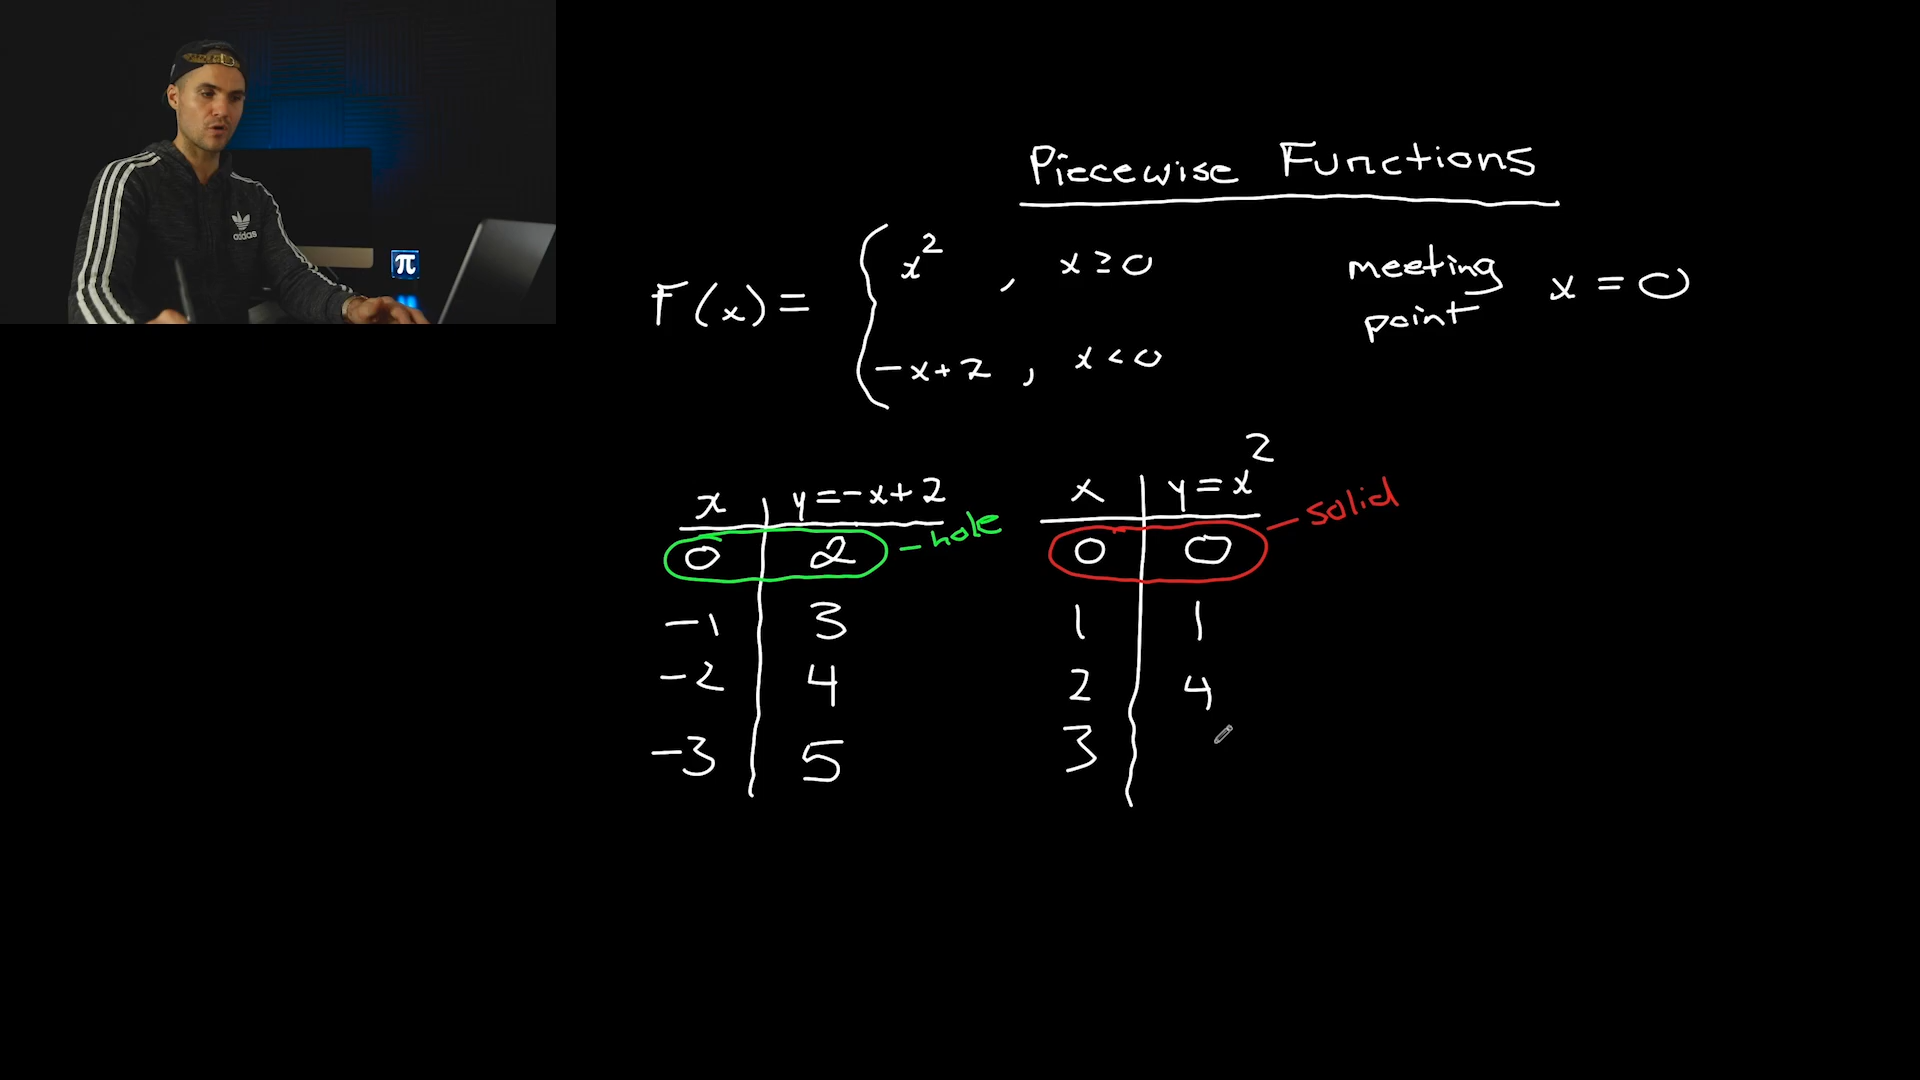 adidas
π
Piecewise Functions
F(x) = { x², x ≥ 0
-x+2, x < 0
meeting point x = 0
x | y = -x+2
0 | 2 - hole
-1 | 3
-2 | 4
-3 | 5
x | y = x²
0 | 0 - solid
1 | 1
2 | 4
3 |